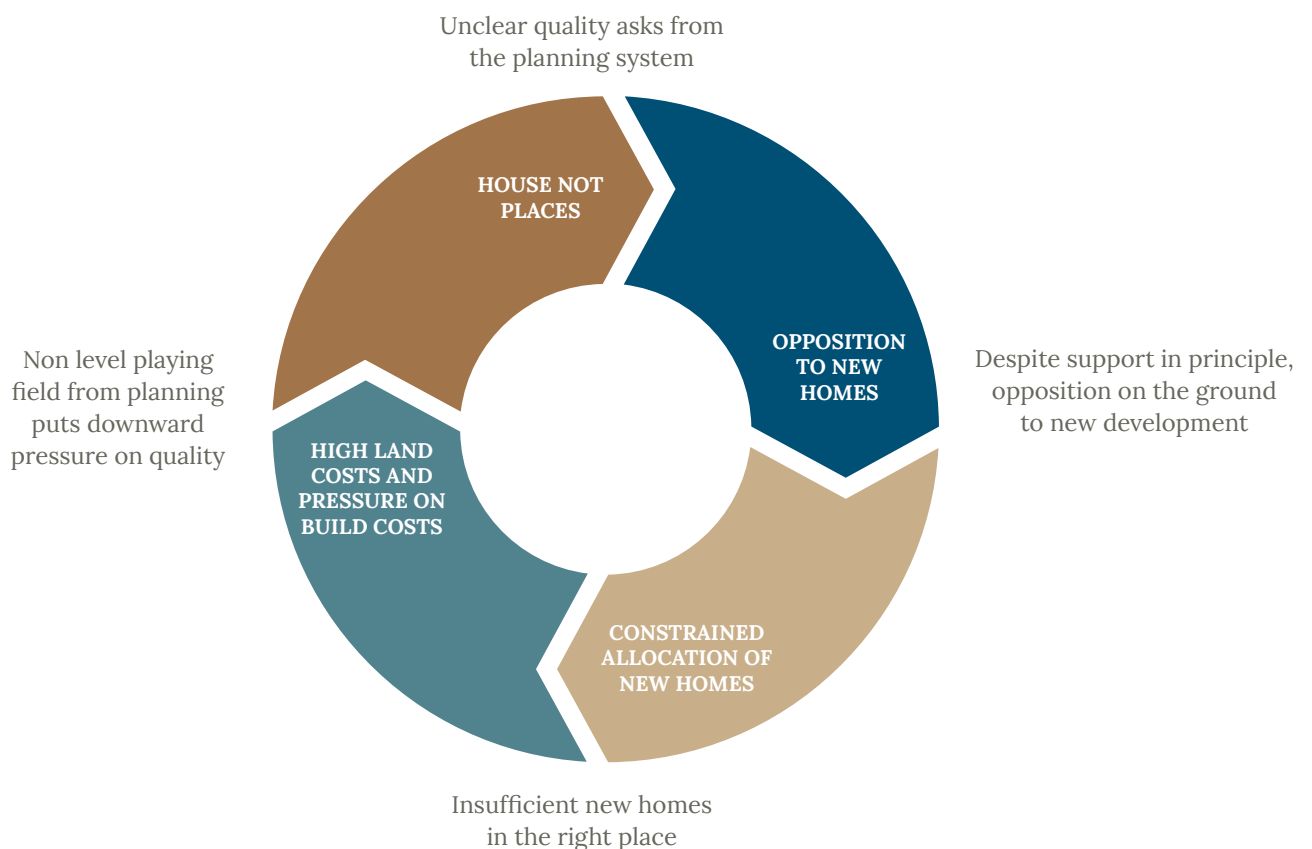 Unclear quality asks from
the planning system
HOUSE NOT
PLACES
OPPOSITION
TO NEW
HOMES
Despite support in principle,
opposition on the ground
to new development
Non level playing
field from planning
puts downward
pressure on quality
HIGH LAND
COSTS AND
PRESSURE ON
BUILD COSTS
CONSTRAINED
ALLOCATION OF
NEW HOMES
Insufficient new homes
in the right place